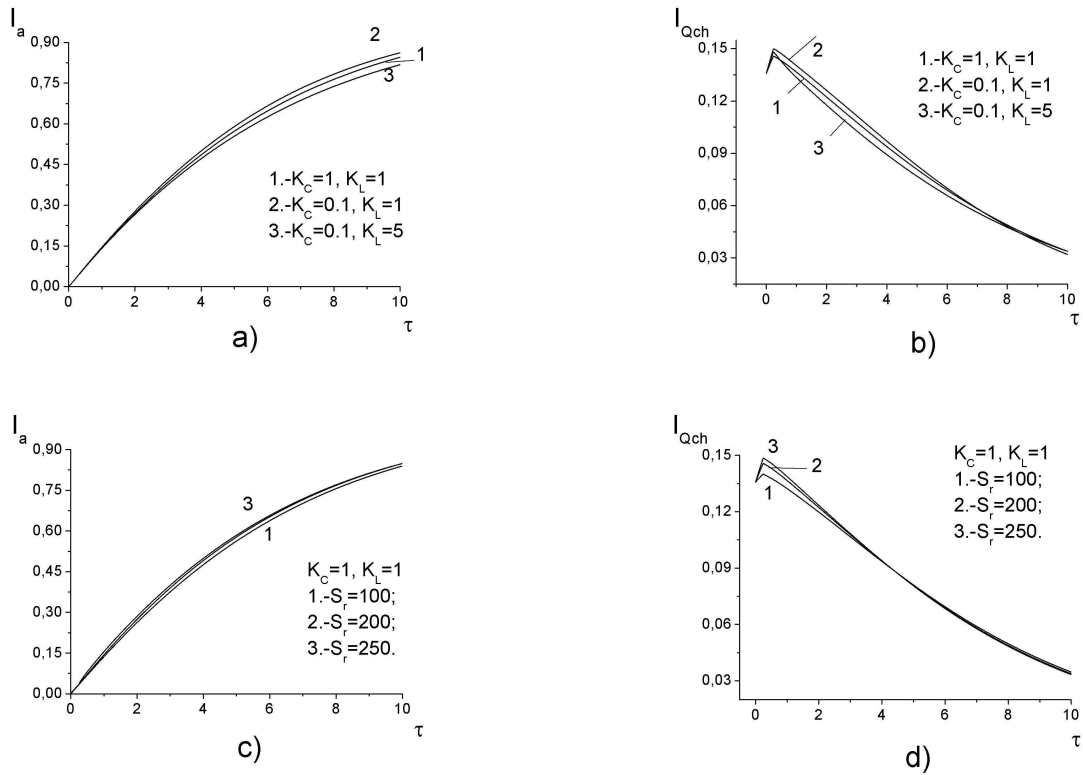 I_a
0,90
0,75
0,60
0,45
0,30
0,15
0,00
0
2
4
6
8
10
τ
2
1
3
1.-K_C=1, K_L=1
2.-K_C=0.1, K_L=1
3.-K_C=0.1, K_L=5
a)
I_Qch
0,15
0,12
0,09
0,06
0,03
0
2
4
6
8
10
τ
2
1
3
1.-K_C=1, K_L=1
2.-K_C=0.1, K_L=1
3.-K_C=0.1, K_L=5
b)
I_a
0,90
0,75
0,60
0,45
0,30
0,15
0,00
0
2
4
6
8
10
τ
3
1
K_C=1, K_L=1
1.-S_r=100;
2.-S_r=200;
3.-S_r=250.
c)
I_Qch
0,15
0,12
0,09
0,06
0,03
0
2
4
6
8
10
τ
3
2
1
K_C=1, K_L=1
1.-S_r=100;
2.-S_r=200;
3.-S_r=250.
d)